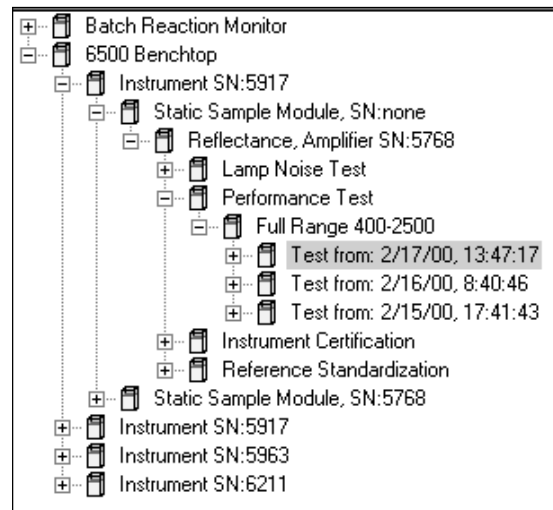 Batch Reaction Monitor
6500 Benchtop
Instrument SN:5917
Static Sample Module, SN:none
Reflectance, Amplifier SN:5768
Lamp Noise Test
Performance Test
Full Range 400-2500
Test from: 2/17/00, 13:47:17
Test from: 2/16/00, 8:40:46
Test from: 2/15/00, 17:41:43
Instrument Certification
Reference Standardization
Static Sample Module, SN:5768
Instrument SN:5917
Instrument SN:5963
Instrument SN:6211